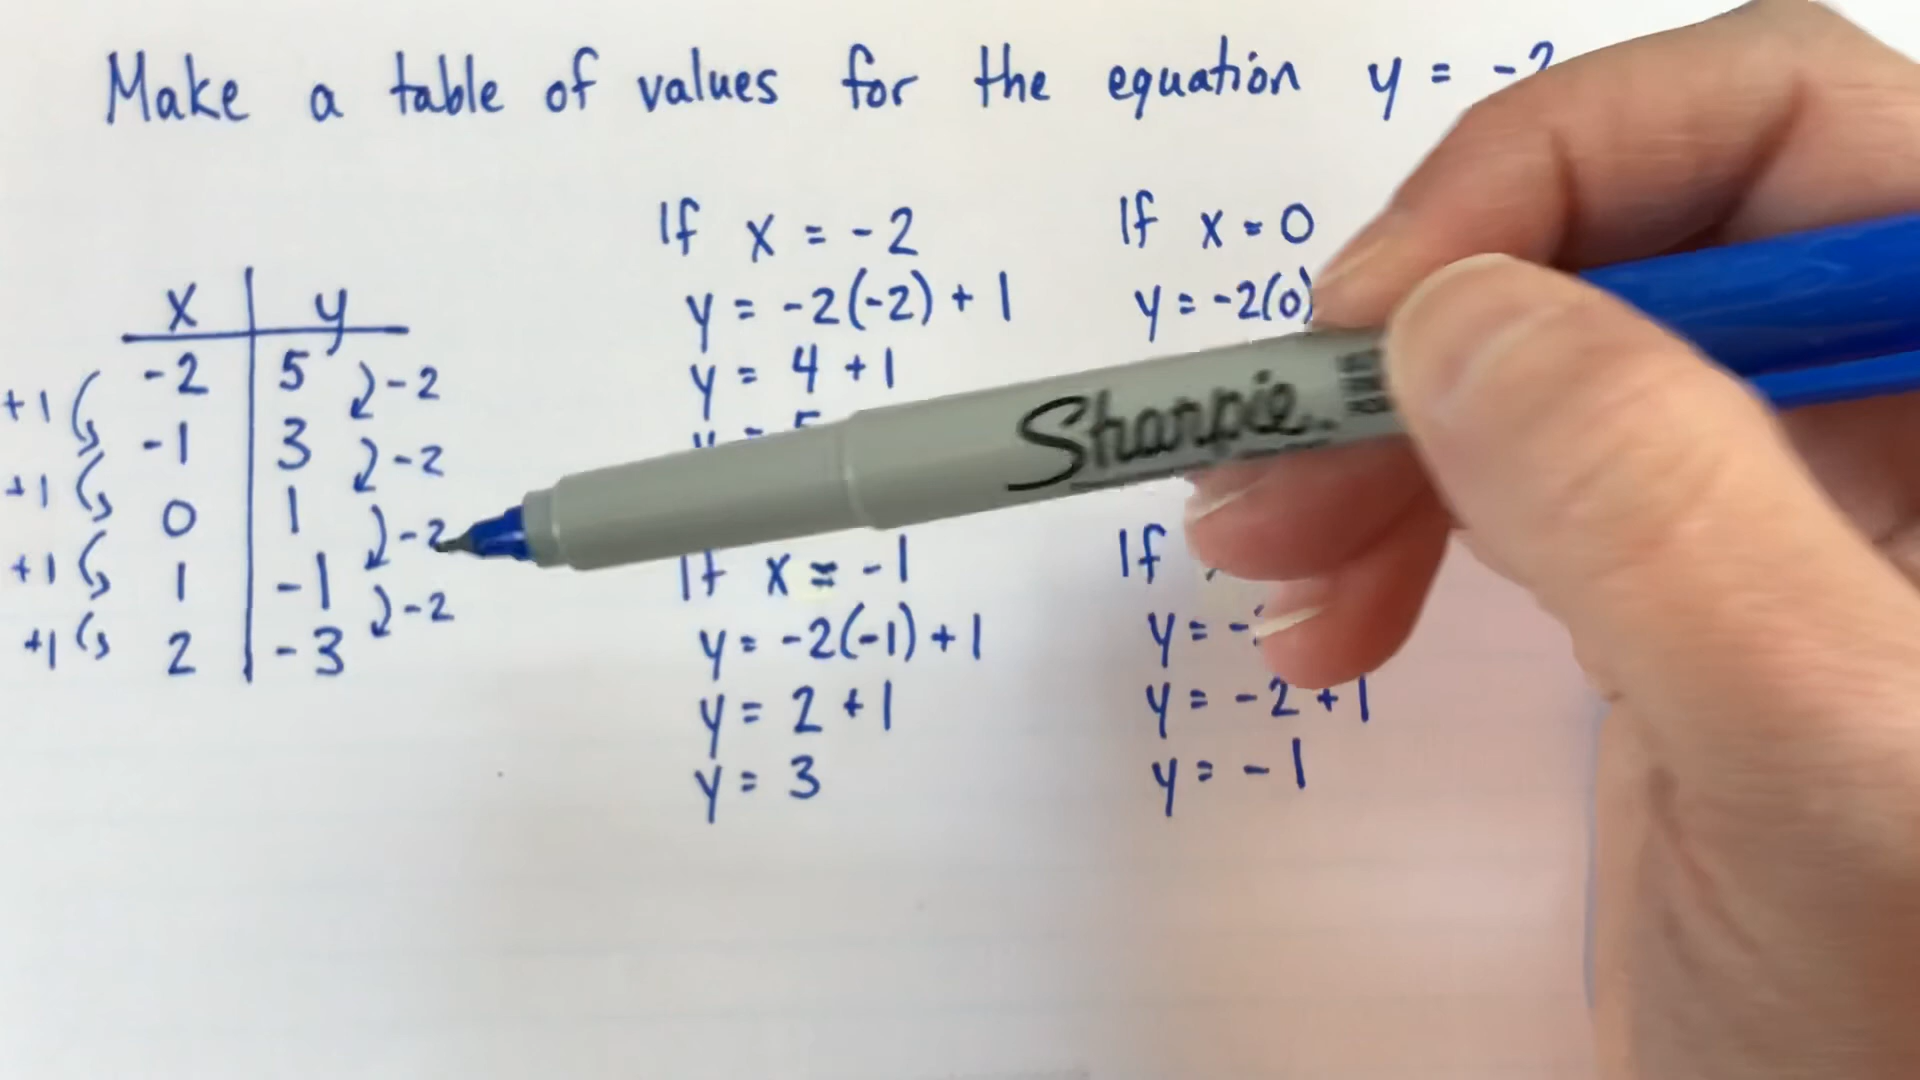 Make a table of values for the equation y = -2
x y
-2 5
-1 3
0 1
1 -1
2 -3
+1
+1
+1
+1
-2
-2
-2
-2
If x = -2
y = -2(-2) + 1
y = 4 + 1
If x = -1
y = -2(-1) + 1
y = 2 + 1
y = 3
If x = 0
y = -2(0)
If
y = -
y = -2 + 1
y = -1
Sharpie